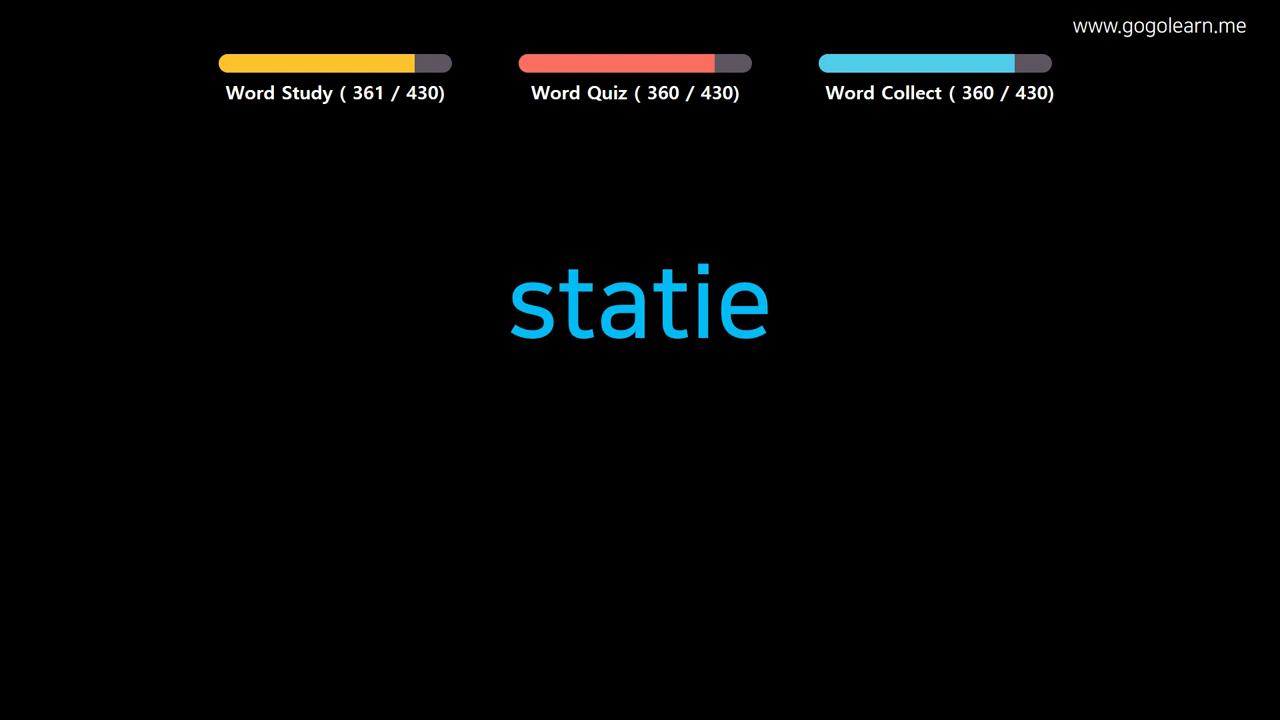 www.gogolearn.me
Word Study ( 361 / 430)
Word Quiz ( 360 / 430)
Word Collect ( 360 / 430)
statie